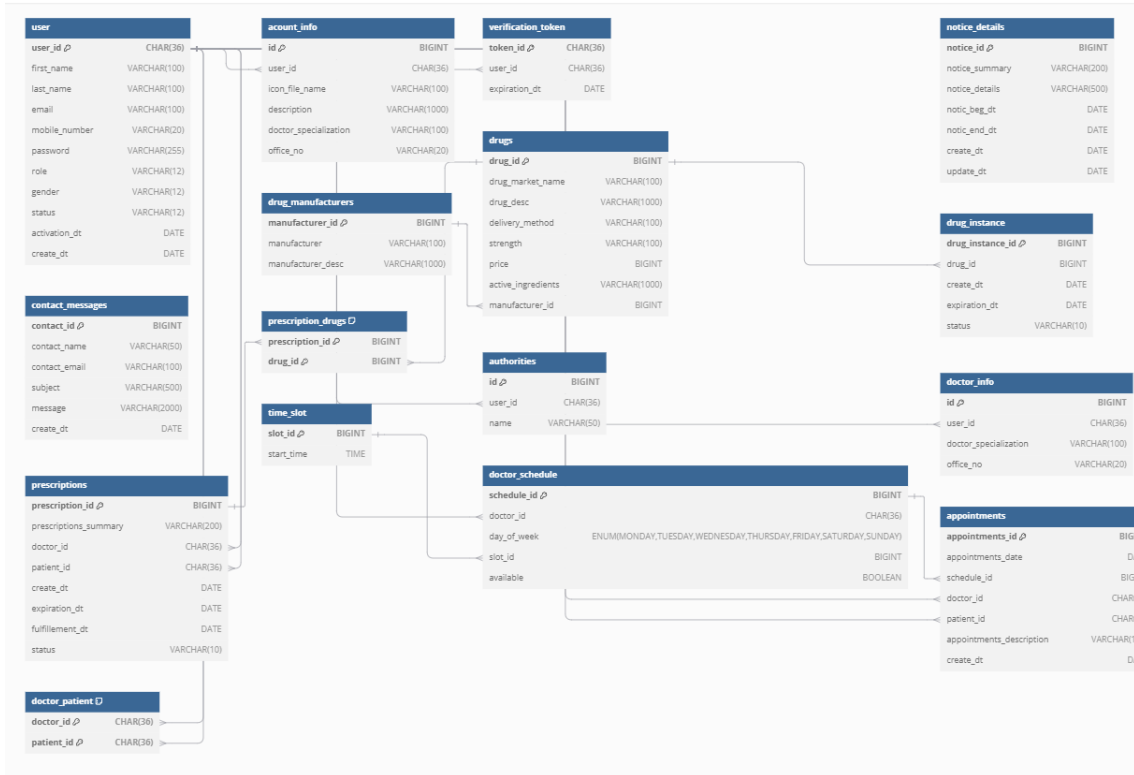 user
user_id CHAR(36)
first_name VARCHAR(100)
last_name VARCHAR(100)
email VARCHAR(100)
mobile_number VARCHAR(20)
password VARCHAR(255)
role VARCHAR(12)
gender VARCHAR(12)
status VARCHAR(12)
activation_dt DATE
create_dt DATE
contact_messages
contact_id BIGINT
contact_name VARCHAR(50)
contact_email VARCHAR(100)
subject VARCHAR(500)
message VARCHAR(2000)
create_dt DATE
prescriptions
prescription_id BIGINT
prescriptions_summary VARCHAR(200)
doctor_id CHAR(36)
patient_id CHAR(36)
create_dt DATE
expiration_dt DATE
fulfillement_dt DATE
status VARCHAR(10)
doctor_patient
doctor_id CHAR(36)
patient_id CHAR(36)
acount_info
id BIGINT
user_id CHAR(36)
icon_file_name VARCHAR(100)
description VARCHAR(1000)
doctor_specialization VARCHAR(100)
office_no VARCHAR(20)
drug_manufacturers
manufacturer_id BIGINT
manufacturer VARCHAR(100)
manufacturer_desc VARCHAR(1000)
prescription_drugs
prescription_id BIGINT
drug_id BIGINT
time_slot
slot_id BIGINT
start_time TIME
verification_token
token_id CHAR(36)
user_id CHAR(36)
expiration_dt DATE
drugs
drug_id BIGINT
drug_market_name VARCHAR(100)
drug_desc VARCHAR(1000)
delivery_method VARCHAR(100)
strength VARCHAR(100)
price BIGINT
active_ingredients VARCHAR(1000)
manufacturer_id BIGINT
authorities
id BIGINT
user_id CHAR(36)
name VARCHAR(50)
doctor_schedule
schedule_id BIGINT
doctor_id CHAR(36)
day_of_week ENUM(MONDAY,TUESDAY,WEDNESDAY,THURSDAY,FRIDAY,SATURDAY,SUNDAY)
slot_id BIGINT
available BOOLEAN
notice_details
notice_id BIGINT
notice_summary VARCHAR(200)
notice_details VARCHAR(500)
notic_beg_dt DATE
notic_end_dt DATE
create_dt DATE
update_dt DATE
drug_instance
drug_instance_id BIGINT
drug_id BIGINT
create_dt DATE
expiration_dt DATE
status VARCHAR(10)
doctor_info
id BIGINT
user_id CHAR(36)
doctor_specialization VARCHAR(100)
office_no VARCHAR(20)
appointments
appointments_id
appointments_date
schedule_id
doctor_id
patient_id
appointments_description
create_dt